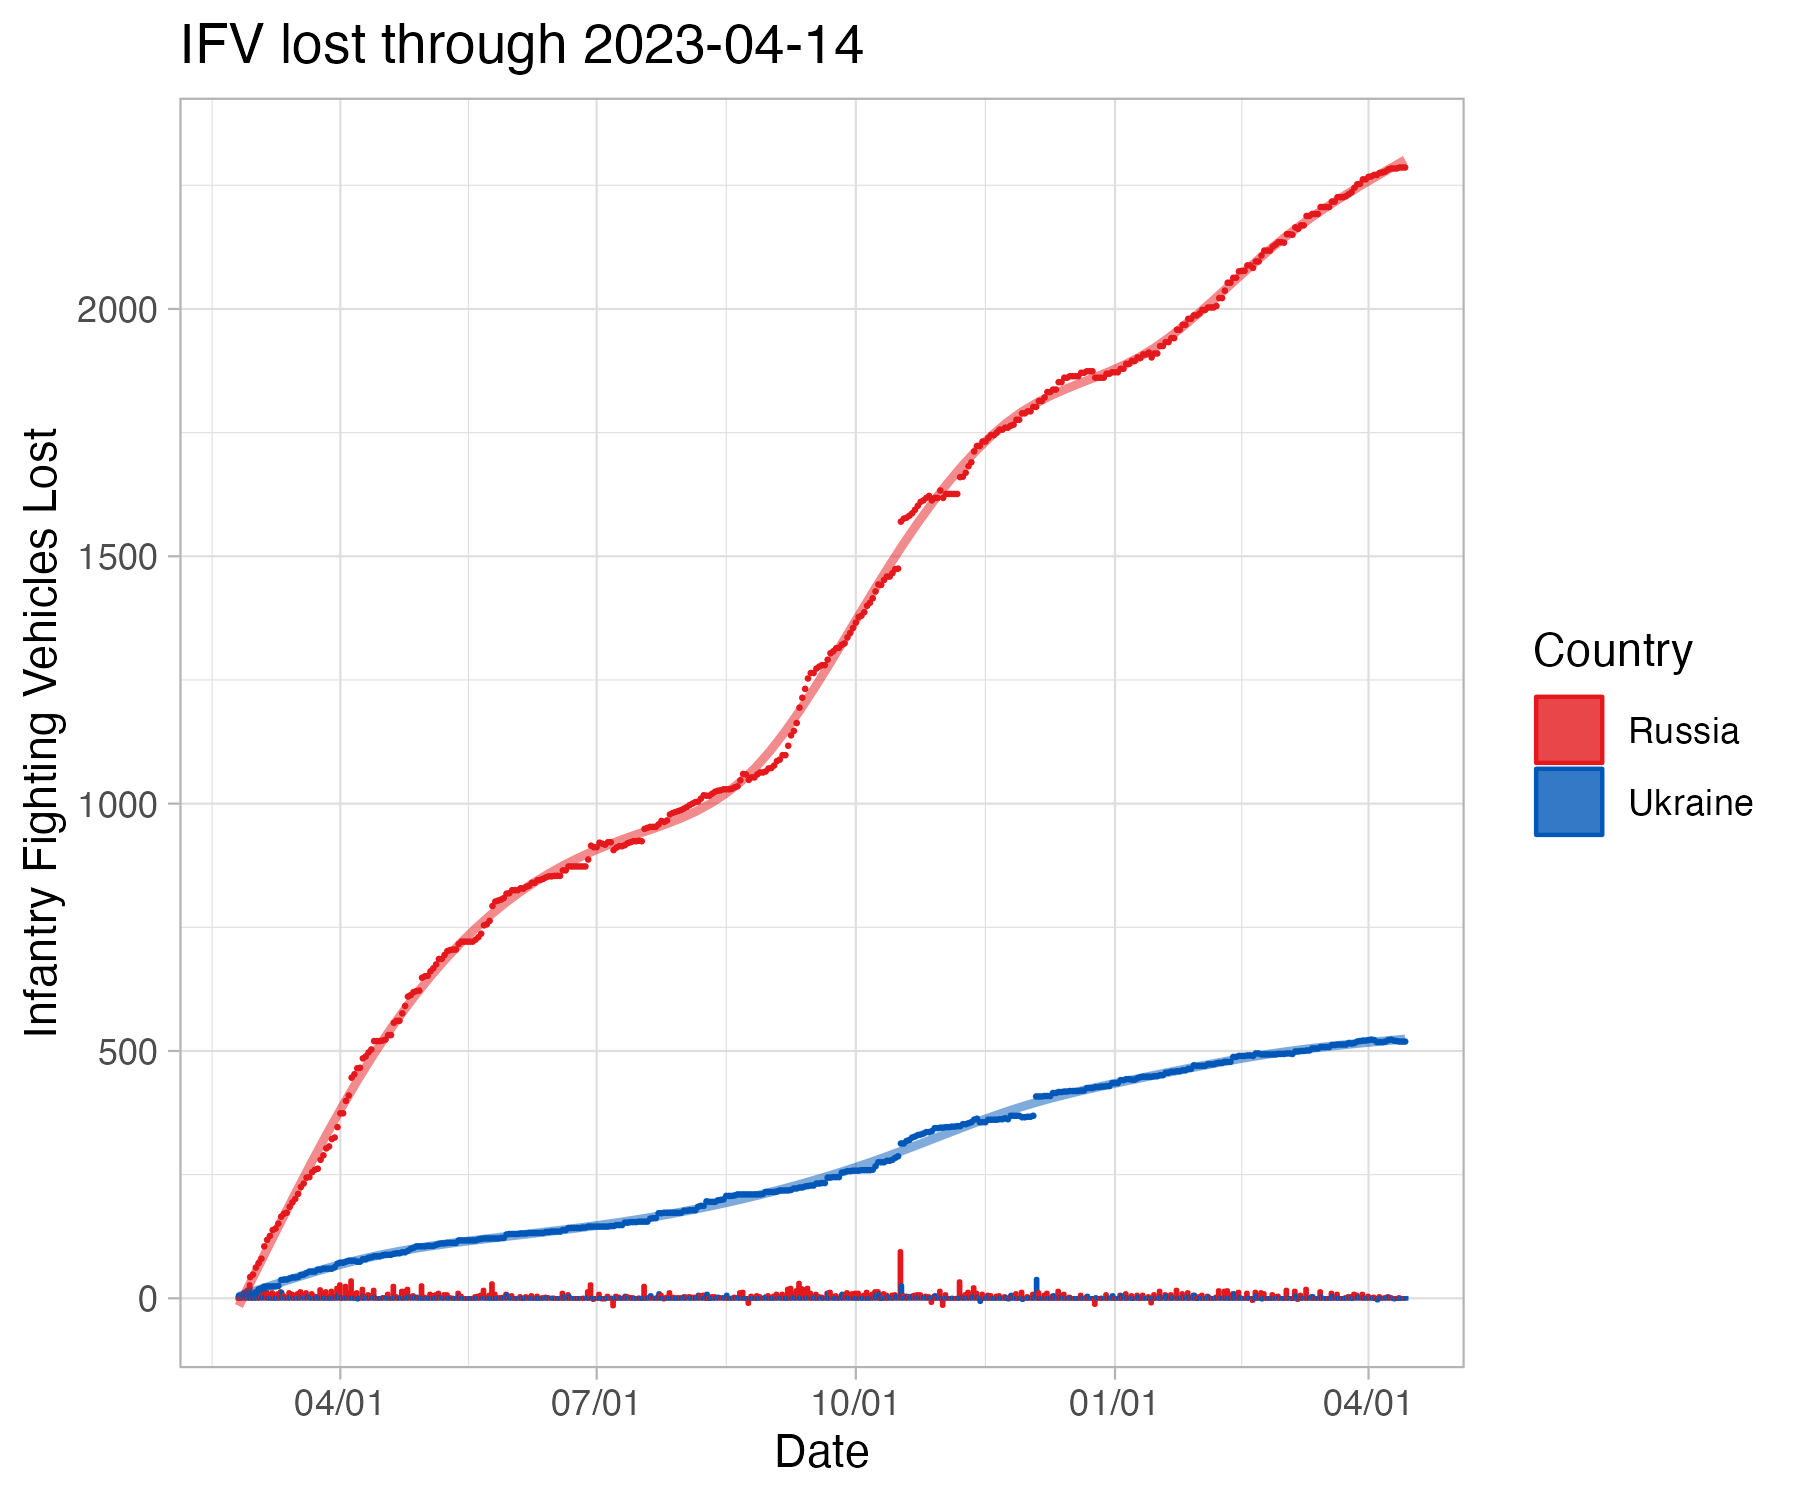 IFV lost through 2023-04-14
Infantry Fighting Vehicles Lost
2000
1500
1000
500
0
04/01
07/01
10/01
01/01
04/01
Date
Country
Russia
Ukraine